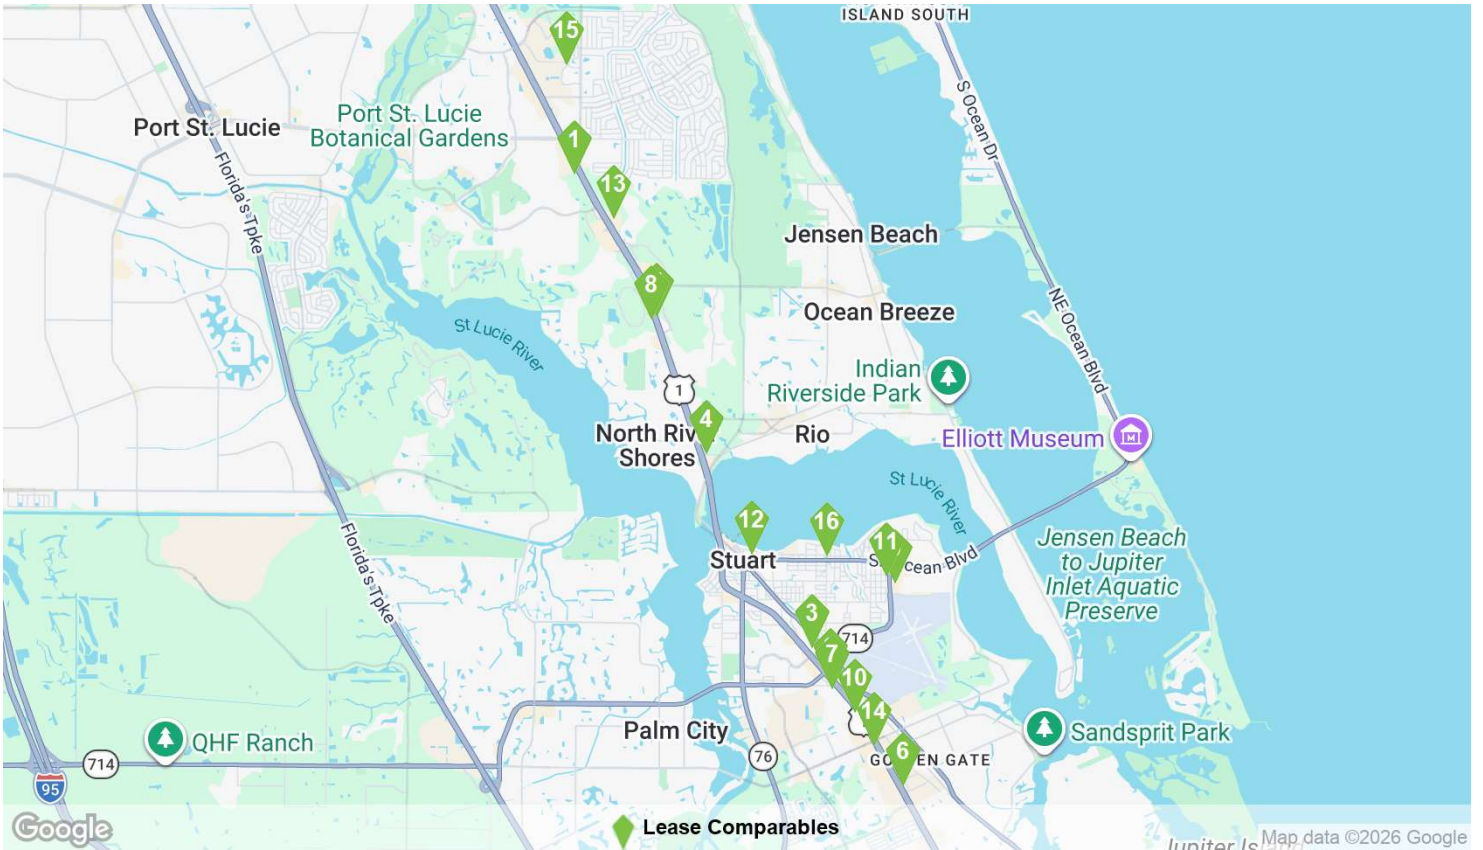 ISLAND SOUTH
15
Port St. Lucie
Botanical Gardens
Port St. Lucie
S Ocean Dr
1
Florida's Tpke
13
Jensen Beach
8
Ocean Breeze
NE Ocean Blvd
St Lucie River
Indian
Riverside Park
1
4
North Riv
Shores
Rio
Elliott Museum
St Lucie River
12
16
11
Florida's Tpke
Stuart
Ocean Blvd
Jensen Beach
to Jupiter
Inlet Aquatic
Preserve
3
714
7
10
14
Palm City
QHF Ranch
714
76
6
GOLDEN GATE
Sandsprit Park
95
Google
Lease Comparables
Map data ©2026 Google